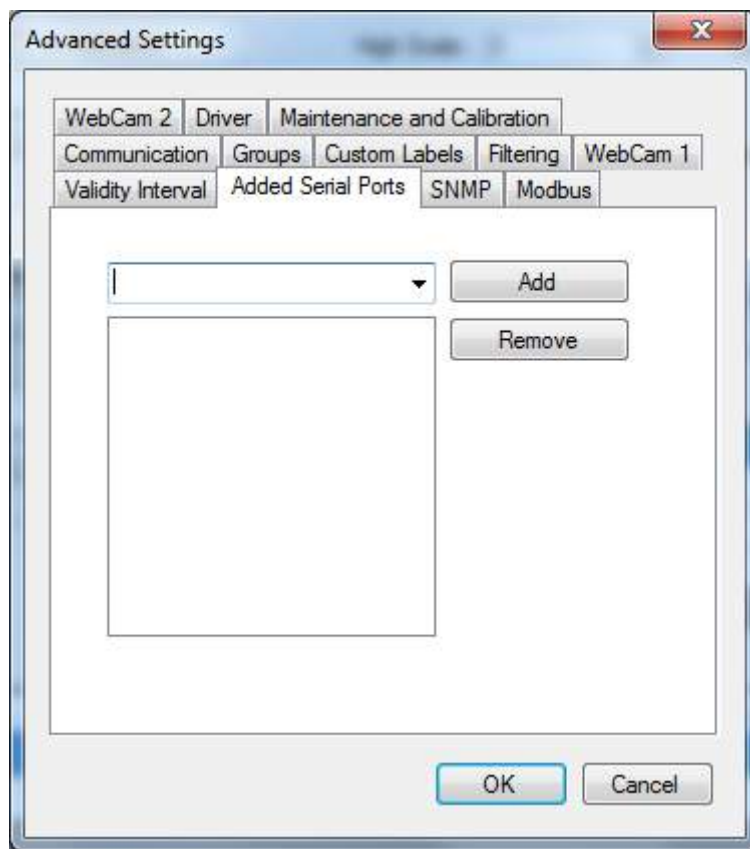 Advanced Settings
WebCam 2 Driver Maintenance and Calibration
Communication Groups Custom Labels Filtering WebCam 1
Validity Interval Added Serial Ports SNMP Modbus
Add
Remove
OK Cancel